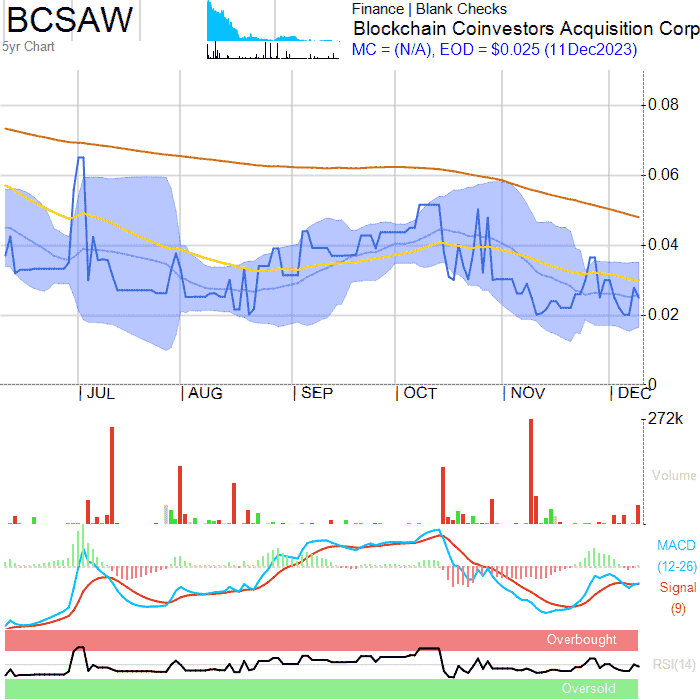 BCSAW
5yr Chart
Finance | Blank Checks
Blockchain Coinvestors Acquisition Corp
MC = (N/A), EOD = $0.025 (11Dec2023)
0.08
0.06
0.04
0.02
0
JUL AUG SEP OCT NOV DEC
272k
Volume
MACD
(12-26)
Signal
(9)
Overbought
RSI(14)
Oversold